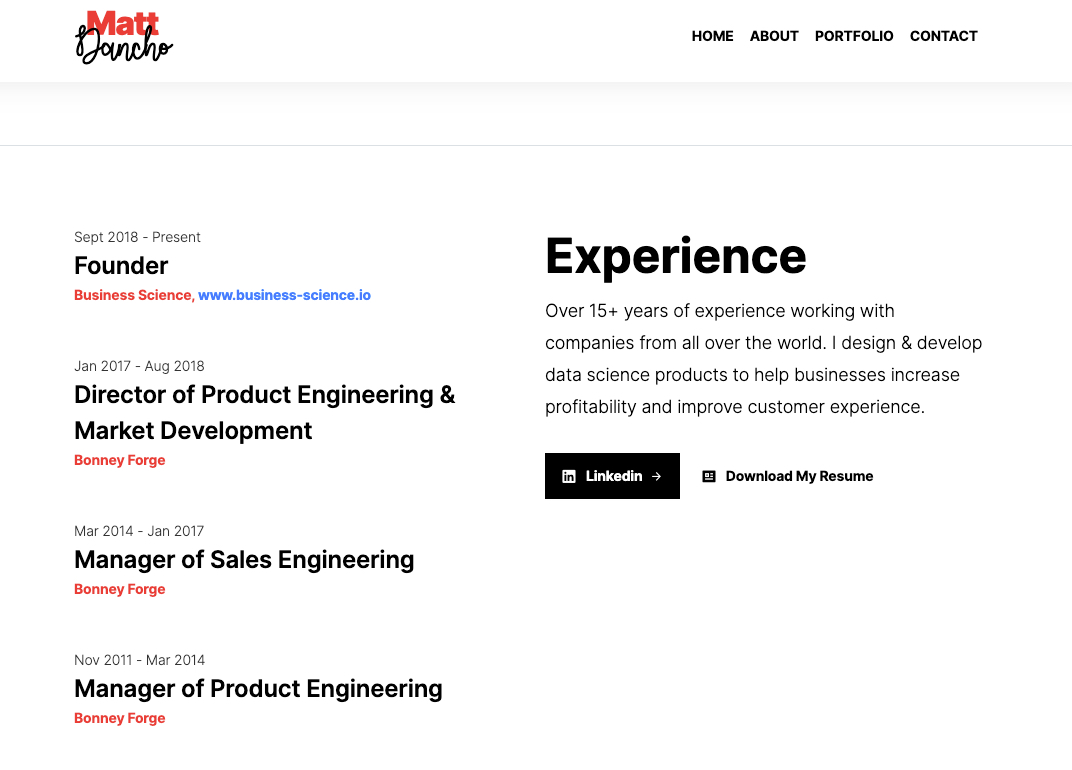 Matt
Dancho
HOME ABOUT PORTFOLIO CONTACT
Sept 2018 - Present
Founder
Business Science, www.business-science.io
Jan 2017 - Aug 2018
Director of Product Engineering &
Market Development
Bonney Forge
Mar 2014 - Jan 2017
Manager of Sales Engineering
Bonney Forge
Nov 2011 - Mar 2014
Manager of Product Engineering
Bonney Forge
Experience
Over 15+ years of experience working with
companies from all over the world. I design & develop
data science products to help businesses increase
profitability and improve customer experience.
Linkedin → Download My Resume